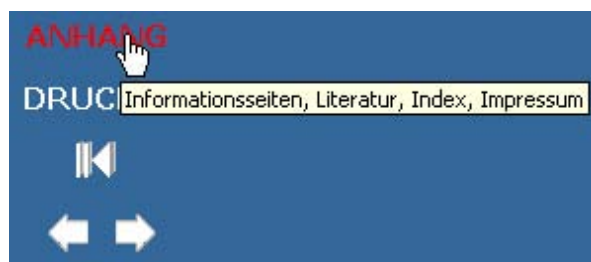 ANHANG
DRUC
Informationsseiten, Literatur, Index, Impressum